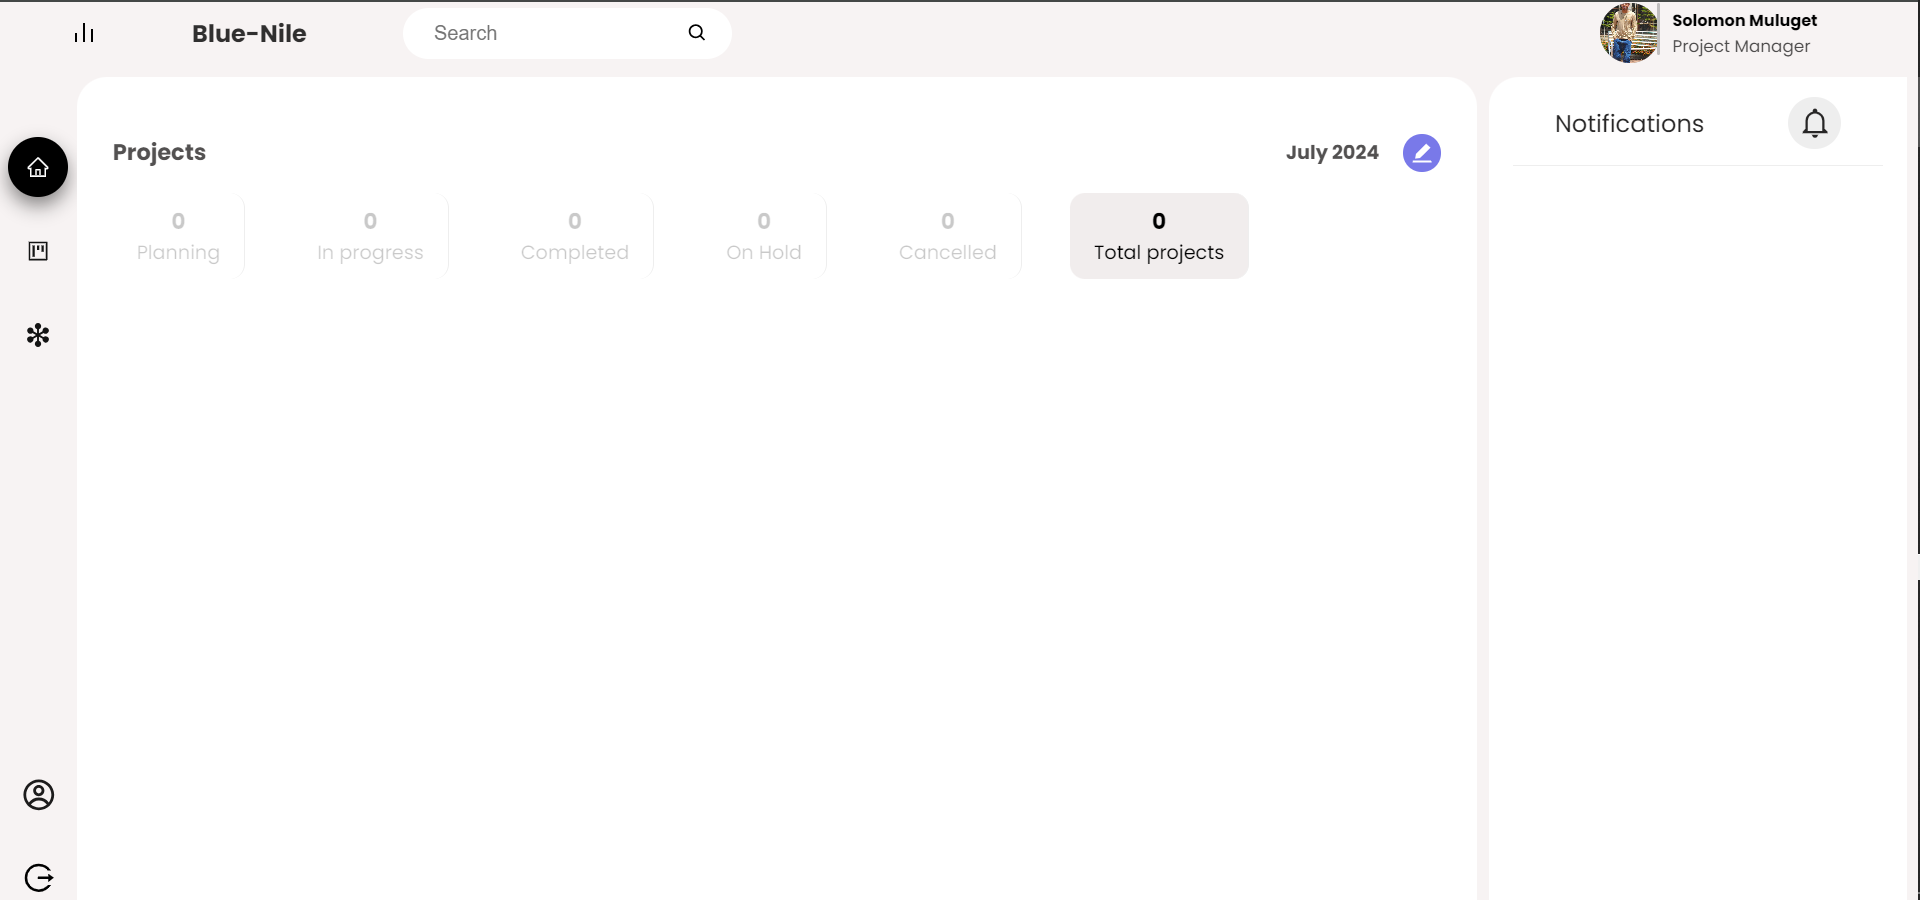 Blue-Nile
Search
Solomon Muluget
Project Manager
Projects
July 2024
Notifications
0
Planning
0
In progress
0
Completed
0
On Hold
0
Cancelled
0
Total projects